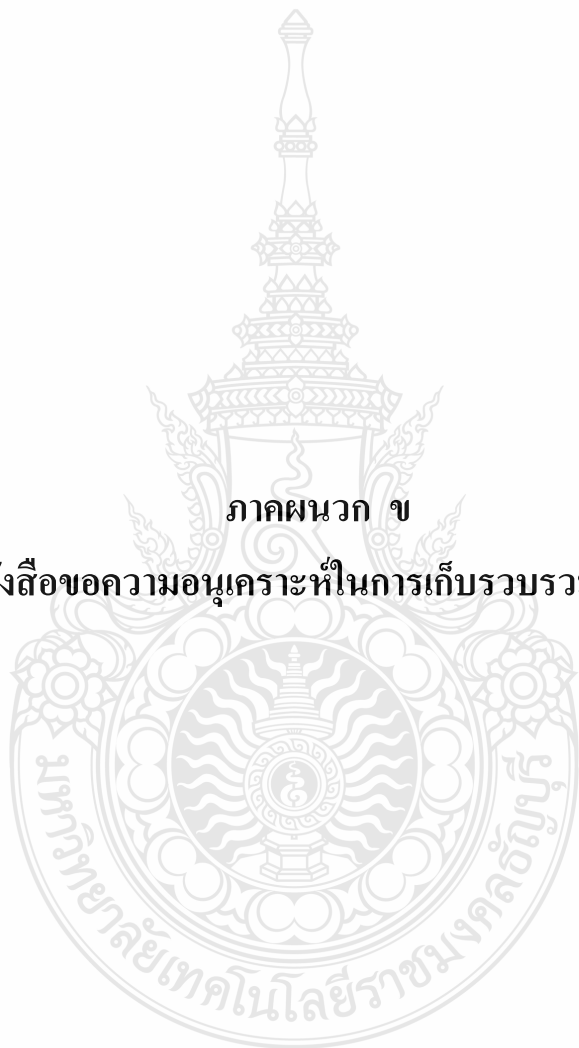 ภาคผนวก ข
ังสือขอความอนุเคราะห์ในการเก็บรวบรว
มหาวิทยาลัยเทคโนโลยีราชมงคลธัญบุรี